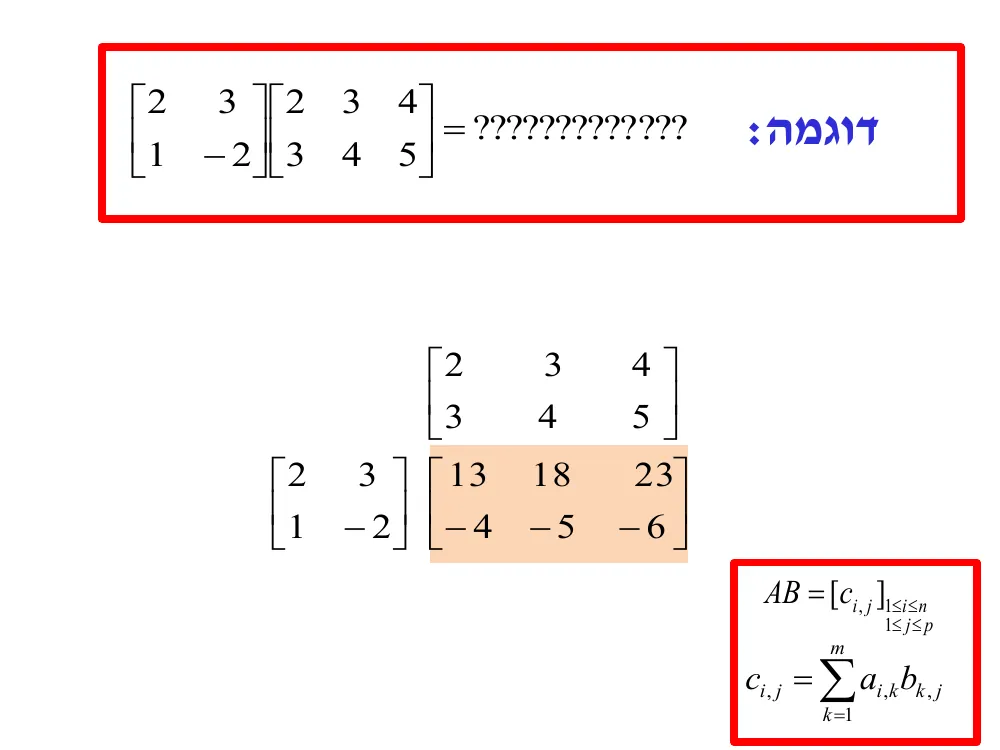 דוגמה:
[2 3] [2 3 4] = ?????????????
[1 −2] [3 4 5]
[2 3 4]
[3 4 5]
[2 3] [13 18 23]
[1 −2] [−4 −5 −6]
AB = [c_{i,j}]_{1≤i≤n, 1≤j≤p}
c_{i,j} = ∑_{k=1}^{m} a_{i,k} b_{k,j}